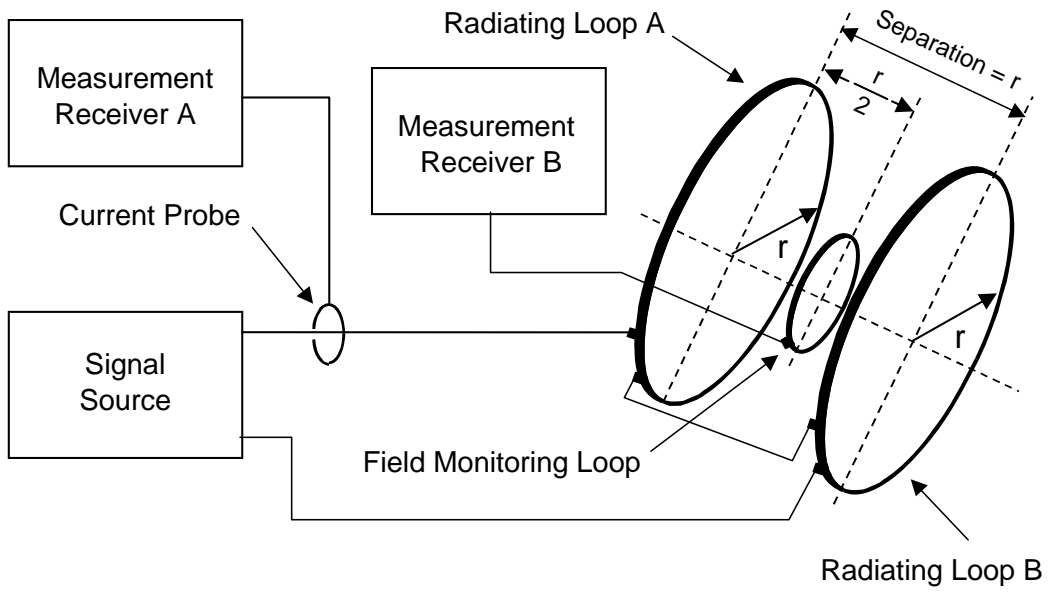 Radiating Loop A
Separation = r
r
2
Measurement
Receiver A
Measurement
Receiver B
Current Probe
r
r
Signal
Source
Field Monitoring Loop
Radiating Loop B